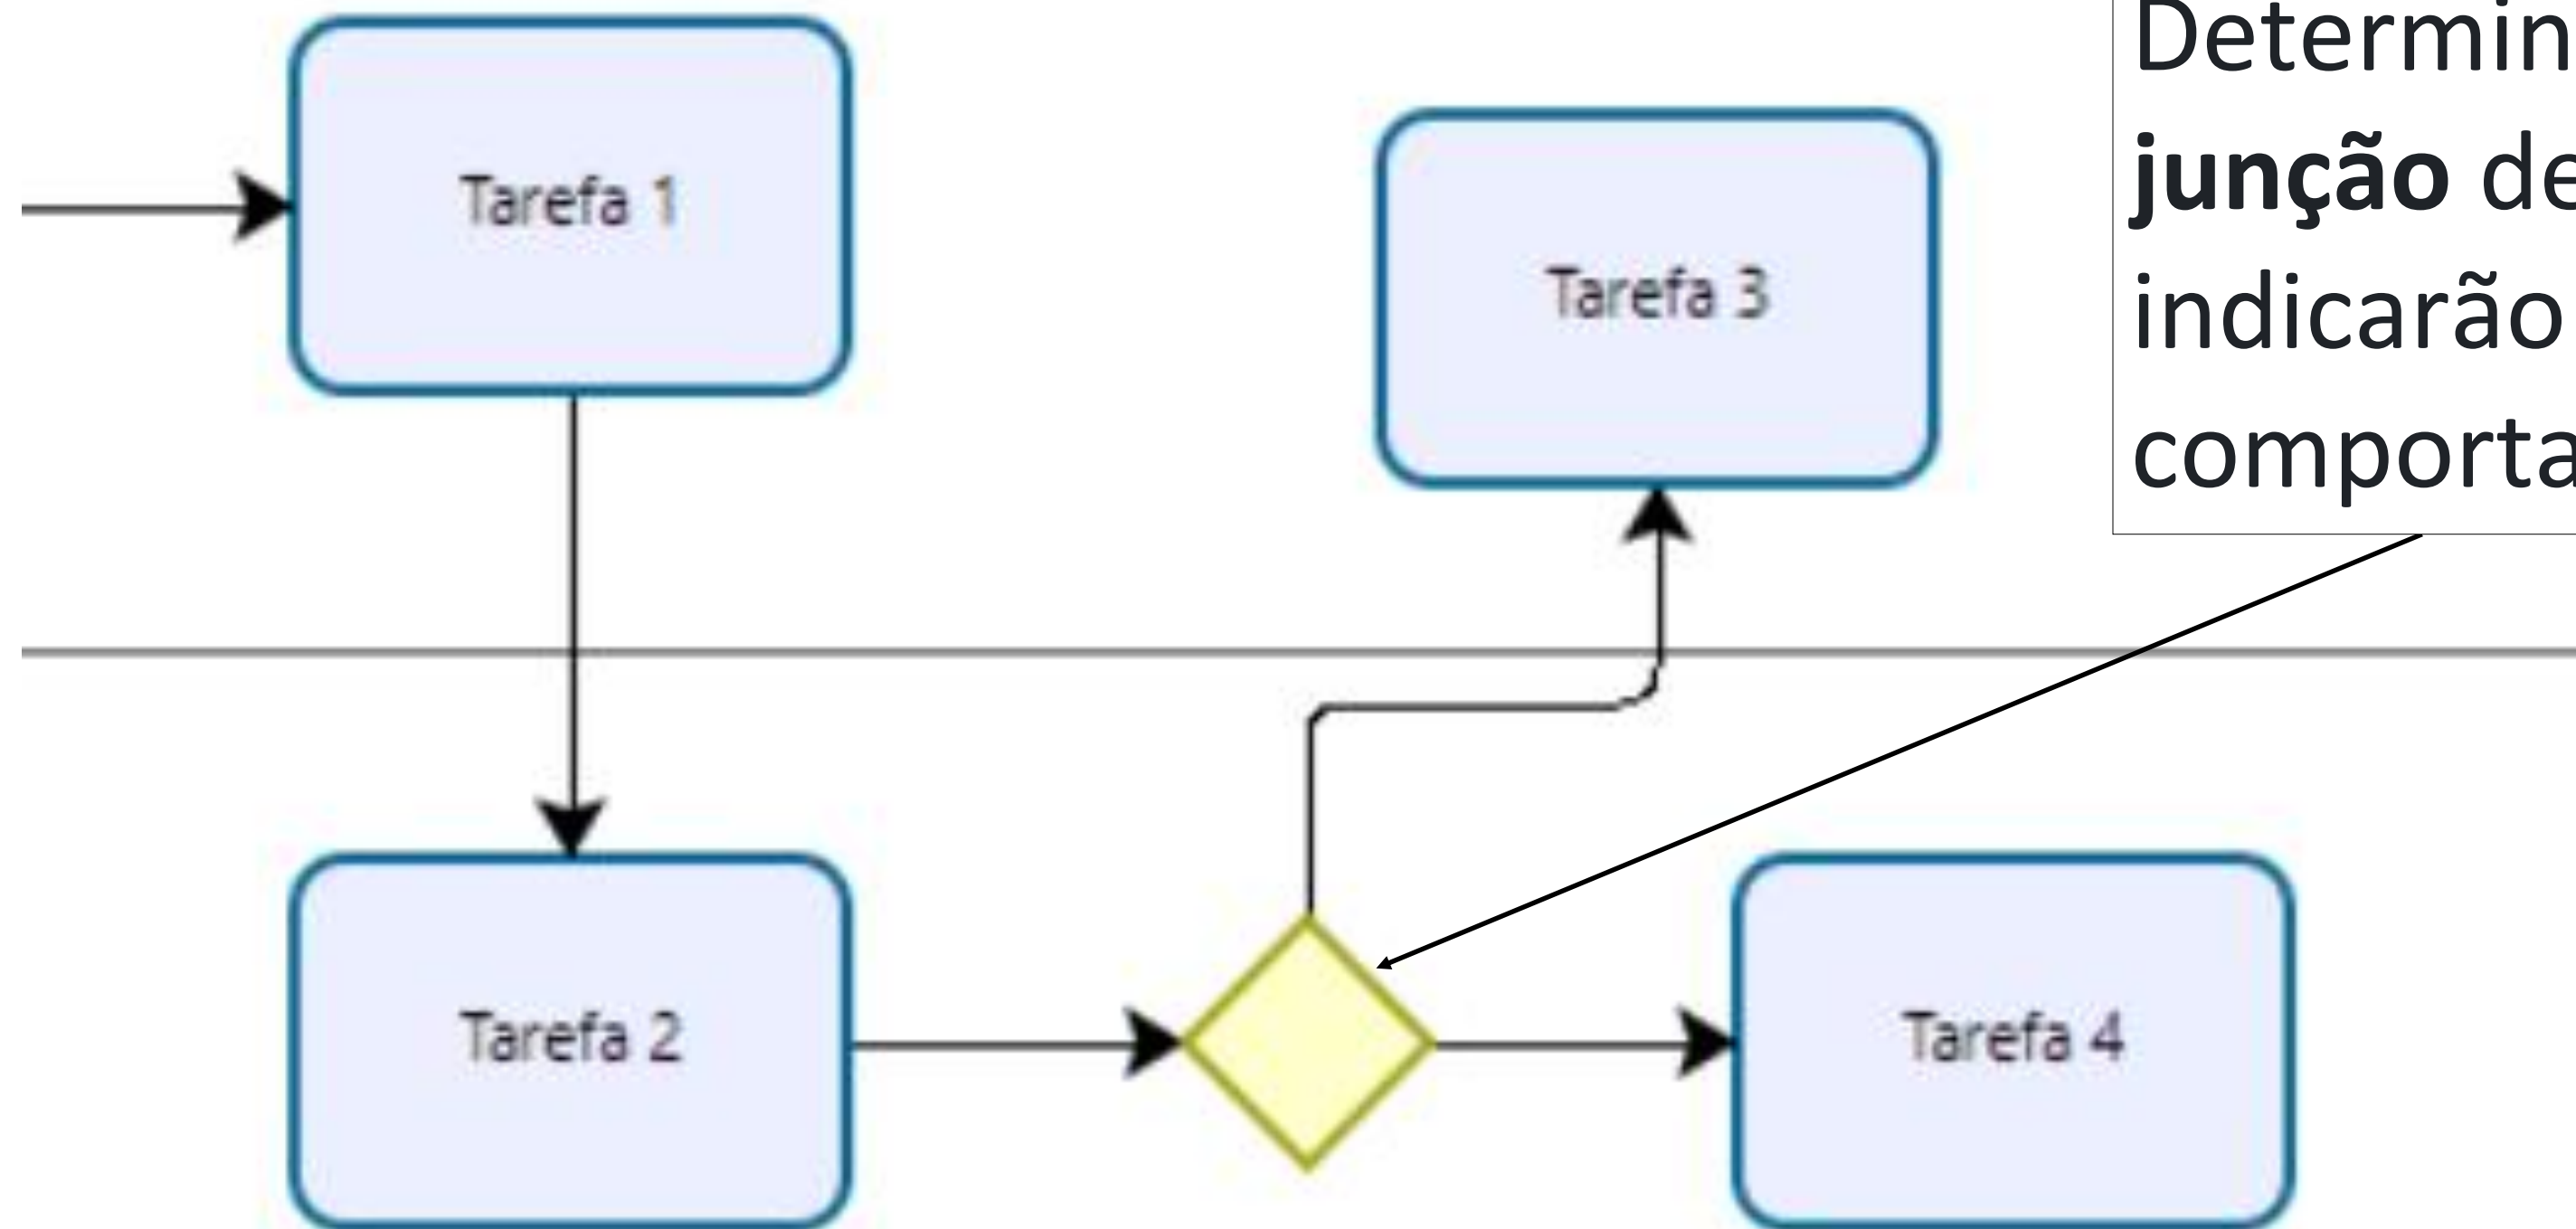 Tarefa 1
Tarefa 3
Determin
junção de
indicarão
comporta
Tarefa 2
Tarefa 4